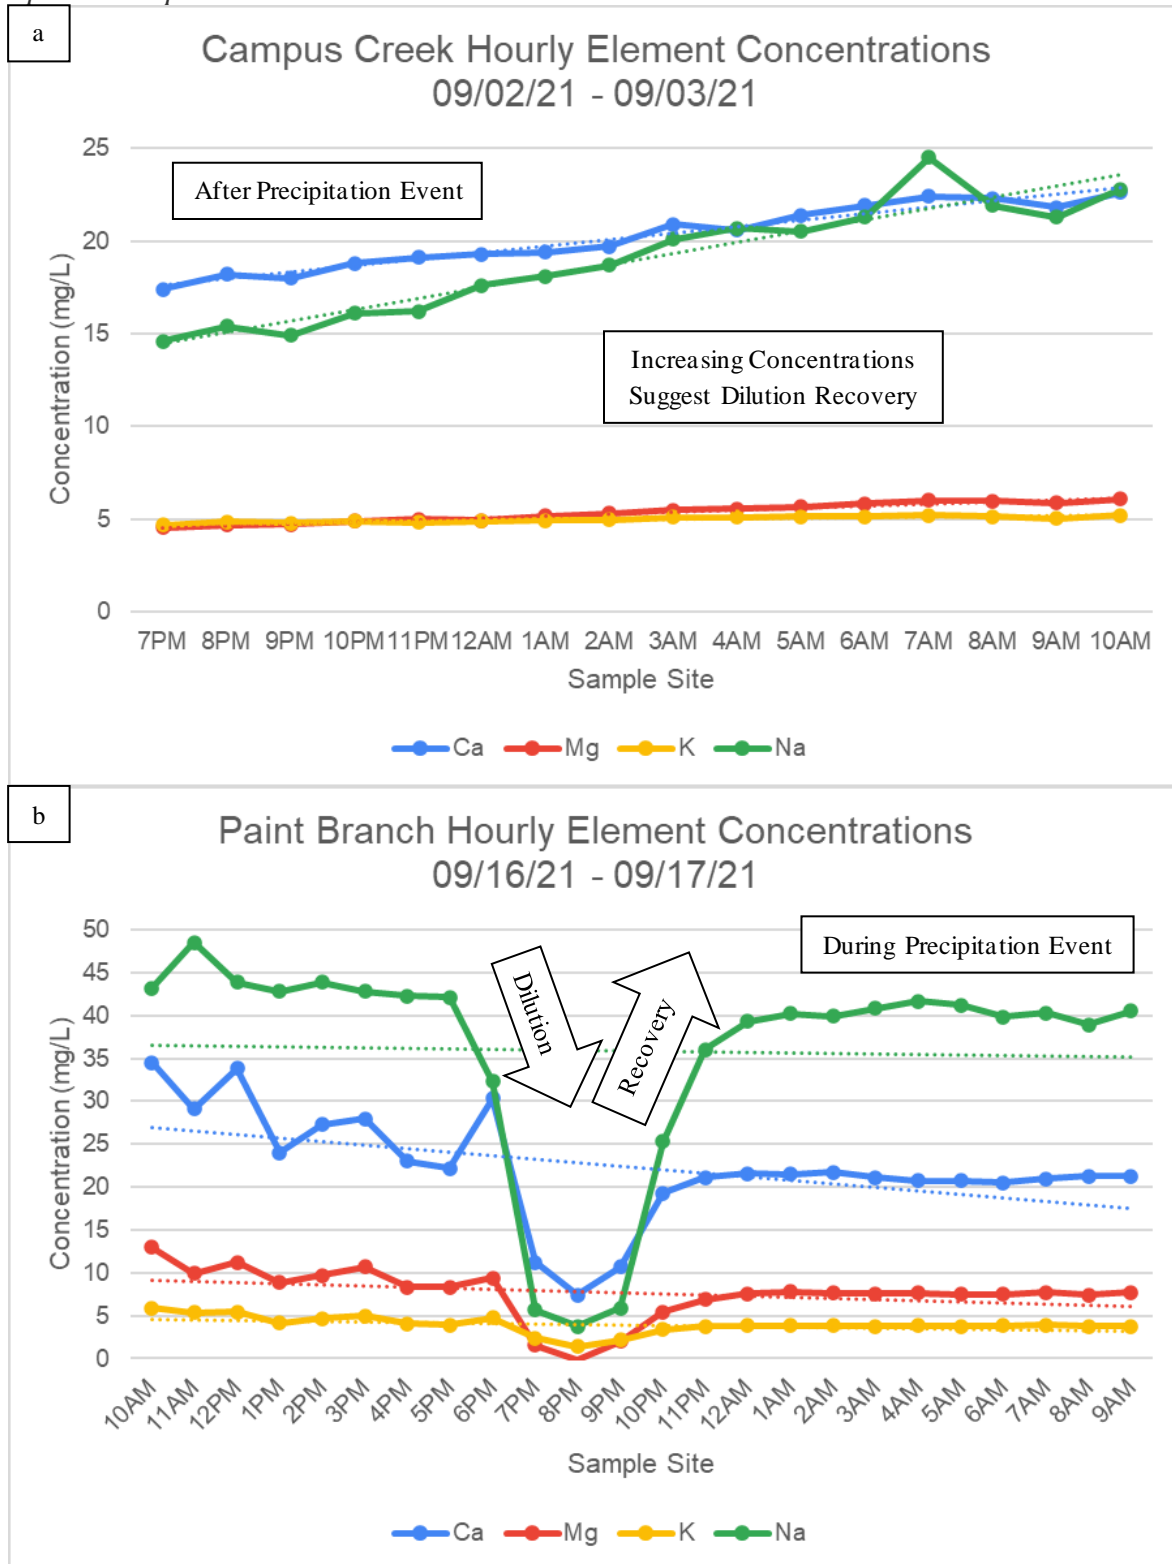 a
Campus Creek Hourly Element Concentrations
09/02/21 - 09/03/21
After Precipitation Event
Increasing Concentrations
Suggest Dilution Recovery
Concentration (mg/L)
25
20
15
10
5
0
7PM 8PM 9PM 10PM 11PM 12AM 1AM 2AM 3AM 4AM 5AM 6AM 7AM 8AM 9AM 10AM
Sample Site
Ca Mg K Na
b
Paint Branch Hourly Element Concentrations
09/16/21 - 09/17/21
During Precipitation Event
Dilution
Recovery
Concentration (mg/L)
50
45
40
35
30
25
20
15
10
5
0
10AM 11AM 12PM 1PM 2PM 3PM 4PM 5PM 6PM 7PM 8PM 9PM 10PM 11PM 12AM 1AM 2AM 3AM 4AM 5AM 6AM 7AM 8AM 9AM
Sample Site
Ca Mg K Na